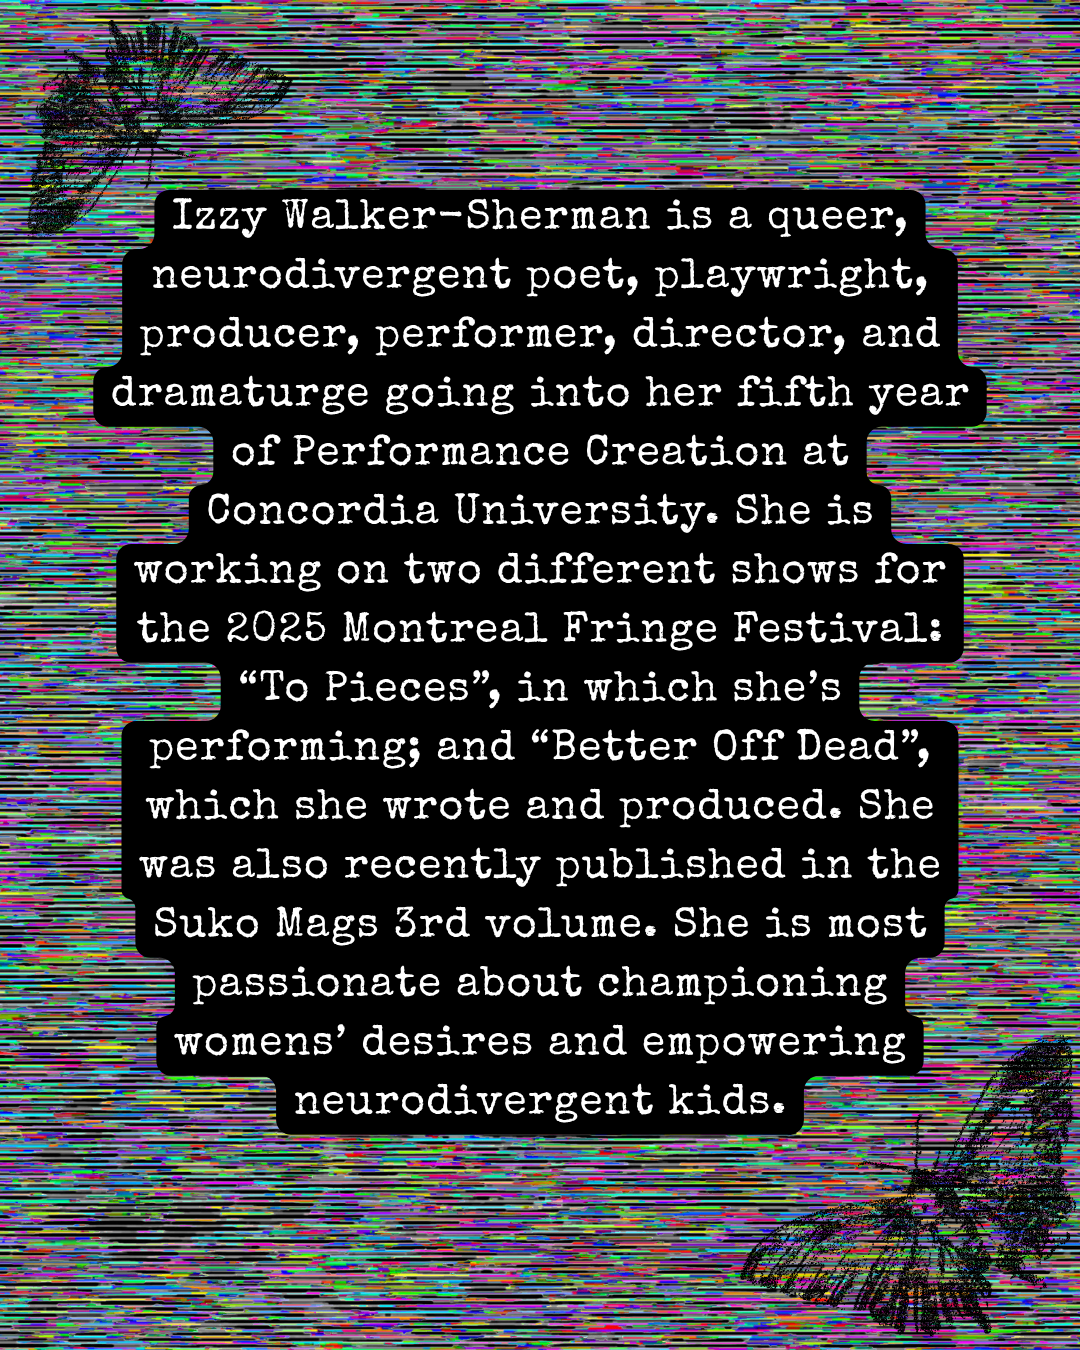 Izzy Walker-Sherman is a queer,
neurodivergent poet, playwright,
producer, performer, director, and
dramaturge going into her fifth year
of Performance Creation at
Concordia University. She is
working on two different shows for
the 2025 Montreal Fringe Festival:
“To Pieces”, in which she’s
performing; and “Better Off Dead”,
which she wrote and produced. She
was also recently published in the
Suko Mags 3rd volume. She is most
passionate about championing
womens’ desires and empowering
neurodivergent kids.